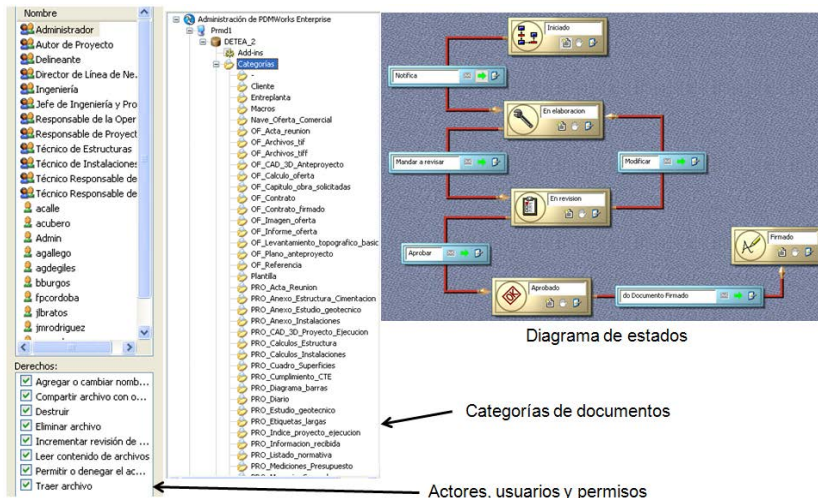 Nombre
Administrador
Autor de Proyecto
Delineante
Director de Línea de Ne...
Ingeniería
Jefe de Ingeniería y Pro
Responsable de la Oper
Responsable de Proyect
Técnico de Estructuras
Técnico de Instalaciones
Técnico Responsable de
Técnico Responsable de
acalle
acubero
Admin
agallego
agdegiles
bburgos
fpcordoba
jlbratos
jmrodriguez
Derechos:
Agregar o cambiar nomb...
Compartir archivo con o...
Destruir
Eliminar archivo
Incrementar revisión de ...
Leer contenido de archivos
Permitir o denegar el ac...
Traer archivo
Administración de PDMWorks Enterprise
Prmd1
DETEA_2
Add-ins
Categorías
-
Cliente
Entreplanta
Macros
Nave_Oferta_Comercial
OF_Acta_reunion
OF_Archivos_tif
OF_Archivos_tiff
OF_CAD_3D_Anteproyecto
OF_Calculo_oferta
OF_Capitulo_obra_solicitadas
OF_Contrato
OF_Contrato_firmado
OF_Imagen_oferta
OF_Informe_oferta
OF_Levantamiento_topografico_basic
OF_Plano_anteproyecto
OF_Referencia
Plantilla
PRO_Acta_Reunion
PRO_Anexo_Estructura_Cimentacion
PRO_Anexo_Estudio_geotecnico
PRO_Anexo_Instalaciones
PRO_CAD_3D_Proyecto_Ejecucion
PRO_Calculos_Estructura
PRO_Calculos_Instalaciones
PRO_Cuadro_Superficies
PRO_Cumplimiento_CTE
PRO_Diagrama_barras
PRO_Diario
PRO_Estudio_geotecnico
PRO_Etiquetas_largas
PRO_Indice_proyecto_ejecucion
PRO_Informacion_recibida
PRO_Listado_normativa
PRO_Mediciones_Presupuesto
Iniciado
Notifica
En elaboracion
Mandar a revisar
Modificar
En revision
Aprobar
Firmado
Aprobado
do Documento Firmado
Diagrama de estados
Categorías de documentos
Actores, usuarios y permisos